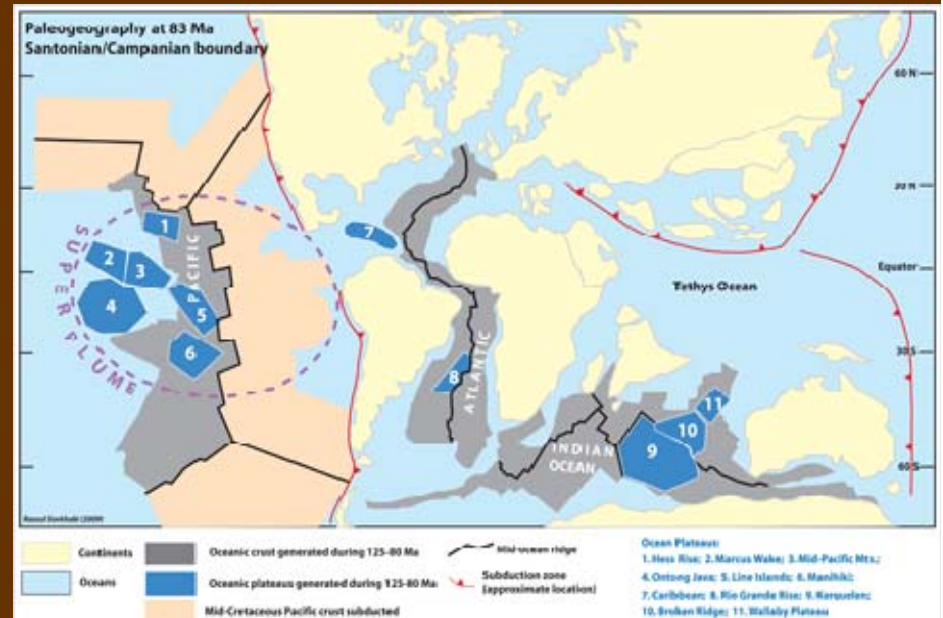 Paleogeography at 83 Ma
Santonian/Campanian boundary
60 N
30 N
Equator
30 S
60 S
SUPER PLUME
PACIFIC
ATLANTIC
INDIAN
OCEAN
Tethys Ocean
1
2
3
4
5
6
7
8
9
10
11
Continents
Oceans
Oceanic crust generated during 125-80 Ma
Oceanic plateaus generated during 125-80 Ma
Mid-Cretaceous Pacific crust subducted
Mid-ocean ridge
Subduction zone
(approximate location)
Ocean Plateaus:
1. Hess Rise; 2. Marcus Wake; 3. Mid-Pacific Mts.;
4. Ontong Java; 5. Line Islands; 6. Manihiki;
7. Caribbean; 8. Rio Grande Rise; 9. Kerguelen;
10. Broken Ridge; 11. Wallaby Plateau